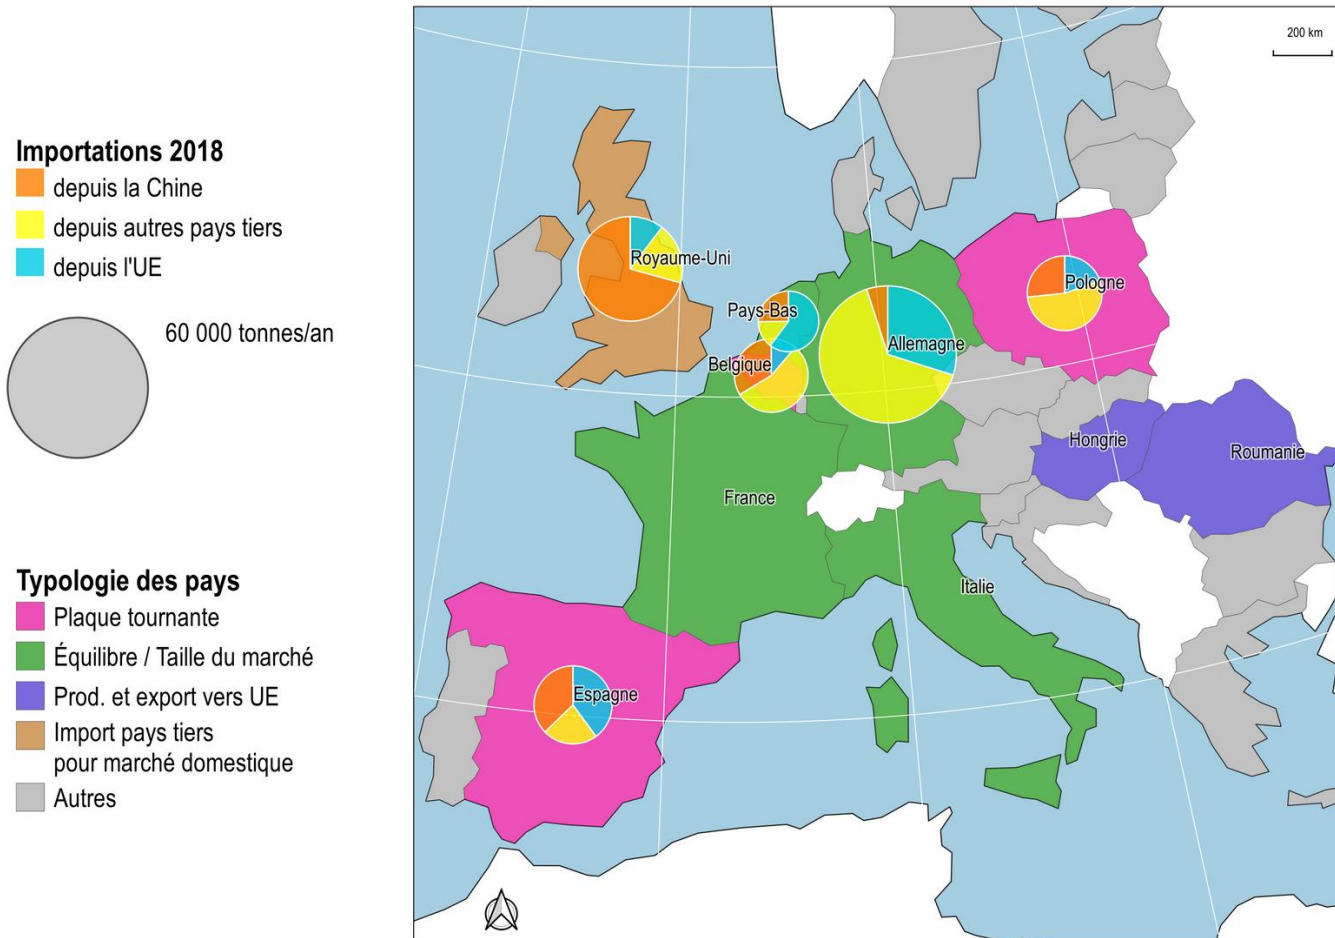 Importations 2018
depuis la Chine
depuis autres pays tiers
depuis l'UE
60 000 tonnes/an
Typologie des pays
Plaque tournante
Équilibre / Taille du marché
Prod. et export vers UE
Import pays tiers
pour marché domestique
Autres
200 km
Royaume-Uni
Pologne
Pays-Bas
Allemagne
Belgique
Hongrie
Roumanie
France
Italie
Espagne